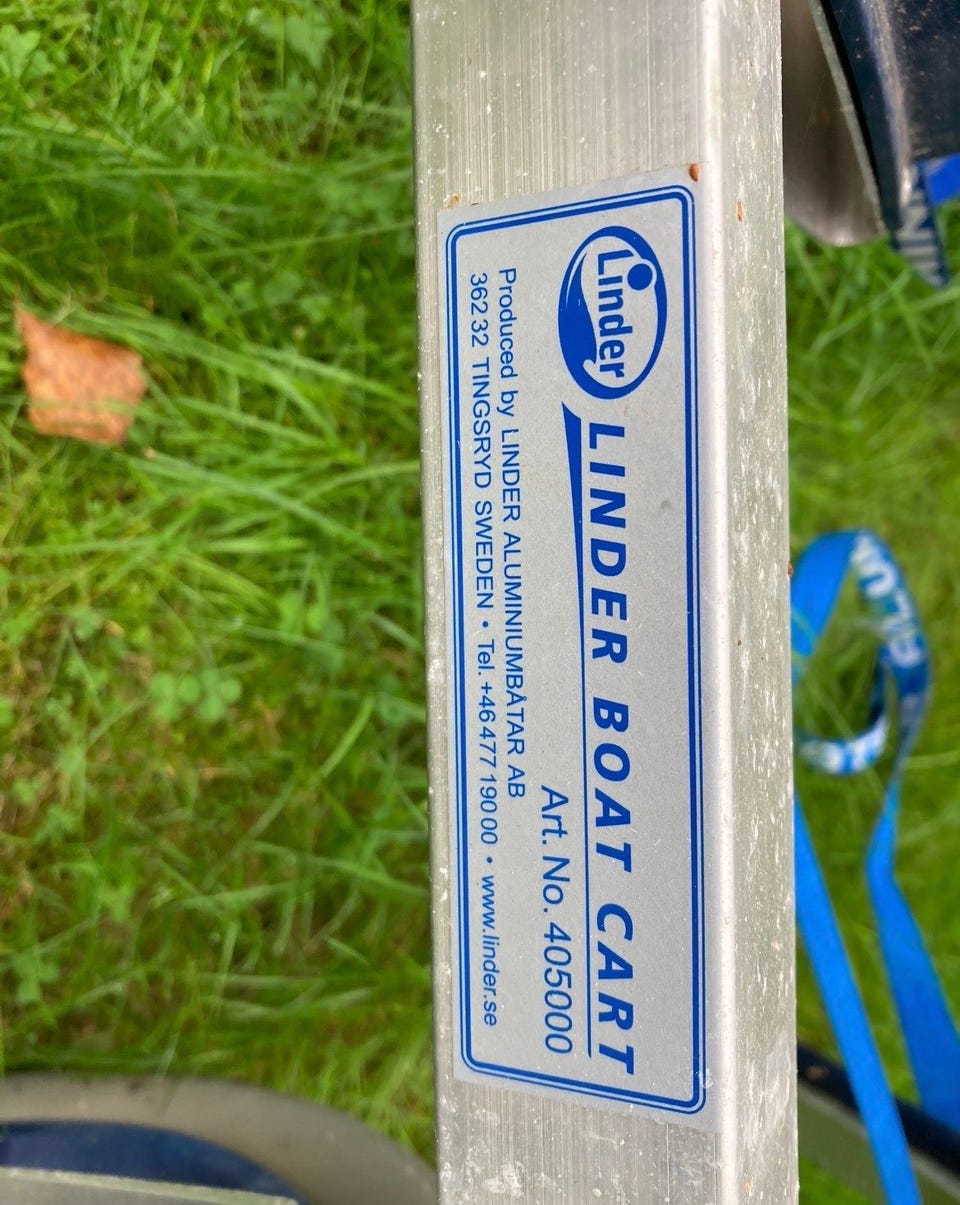 Linder
LINDER BOAT CART
Art. No. 405000
Produced by LINDER ALUMINIUMBÅTAR AB
362 32 TINGSRYD SWEDEN • Tel. +46 477 190 00 • www.linder.se